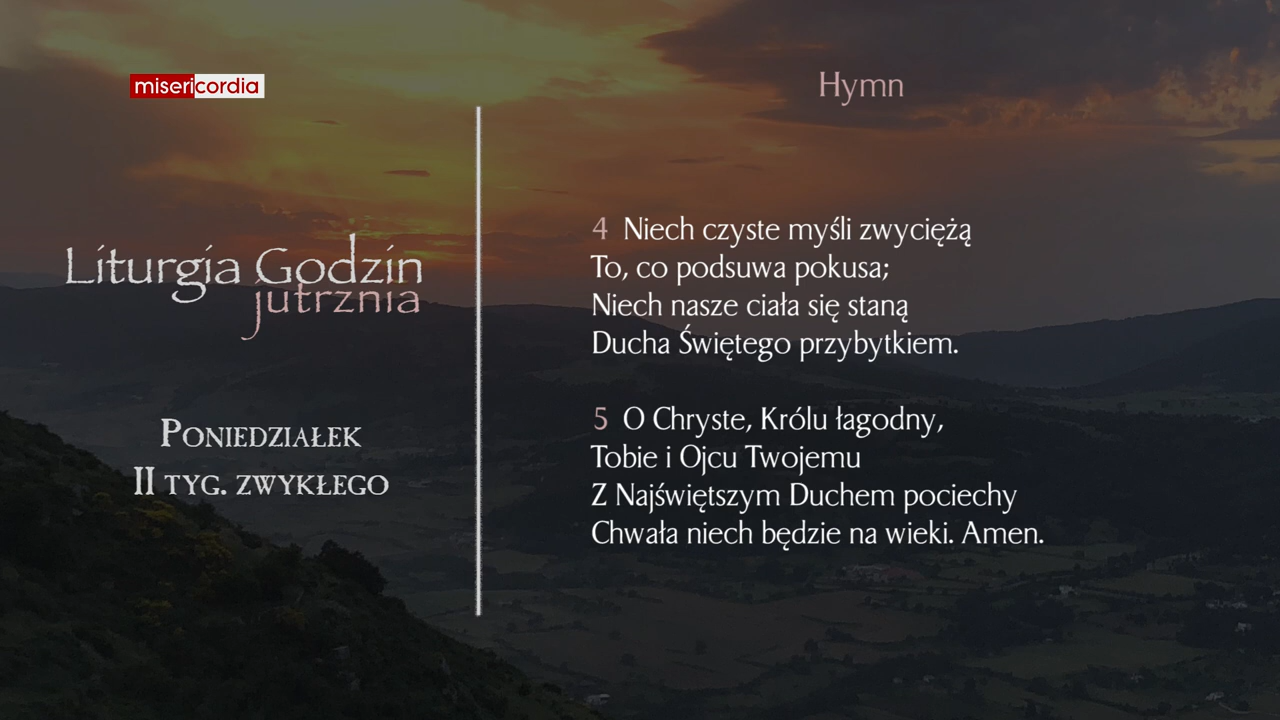 misericordia
Liturgia Godzin
jutrznia
Poniedziałek
II tyg. zwykłego
Hymn
4 Niech czyste myśli zwyciężą
To, co podsuwa pokusa;
Niech nasze ciała się staną
Ducha Świętego przybytkiem.
5 O Chryste, Królu łagodny,
Tobie i Ojcu Twojemu
Z Najświętszym Duchem pociechy
Chwała niech będzie na wieki. Amen.